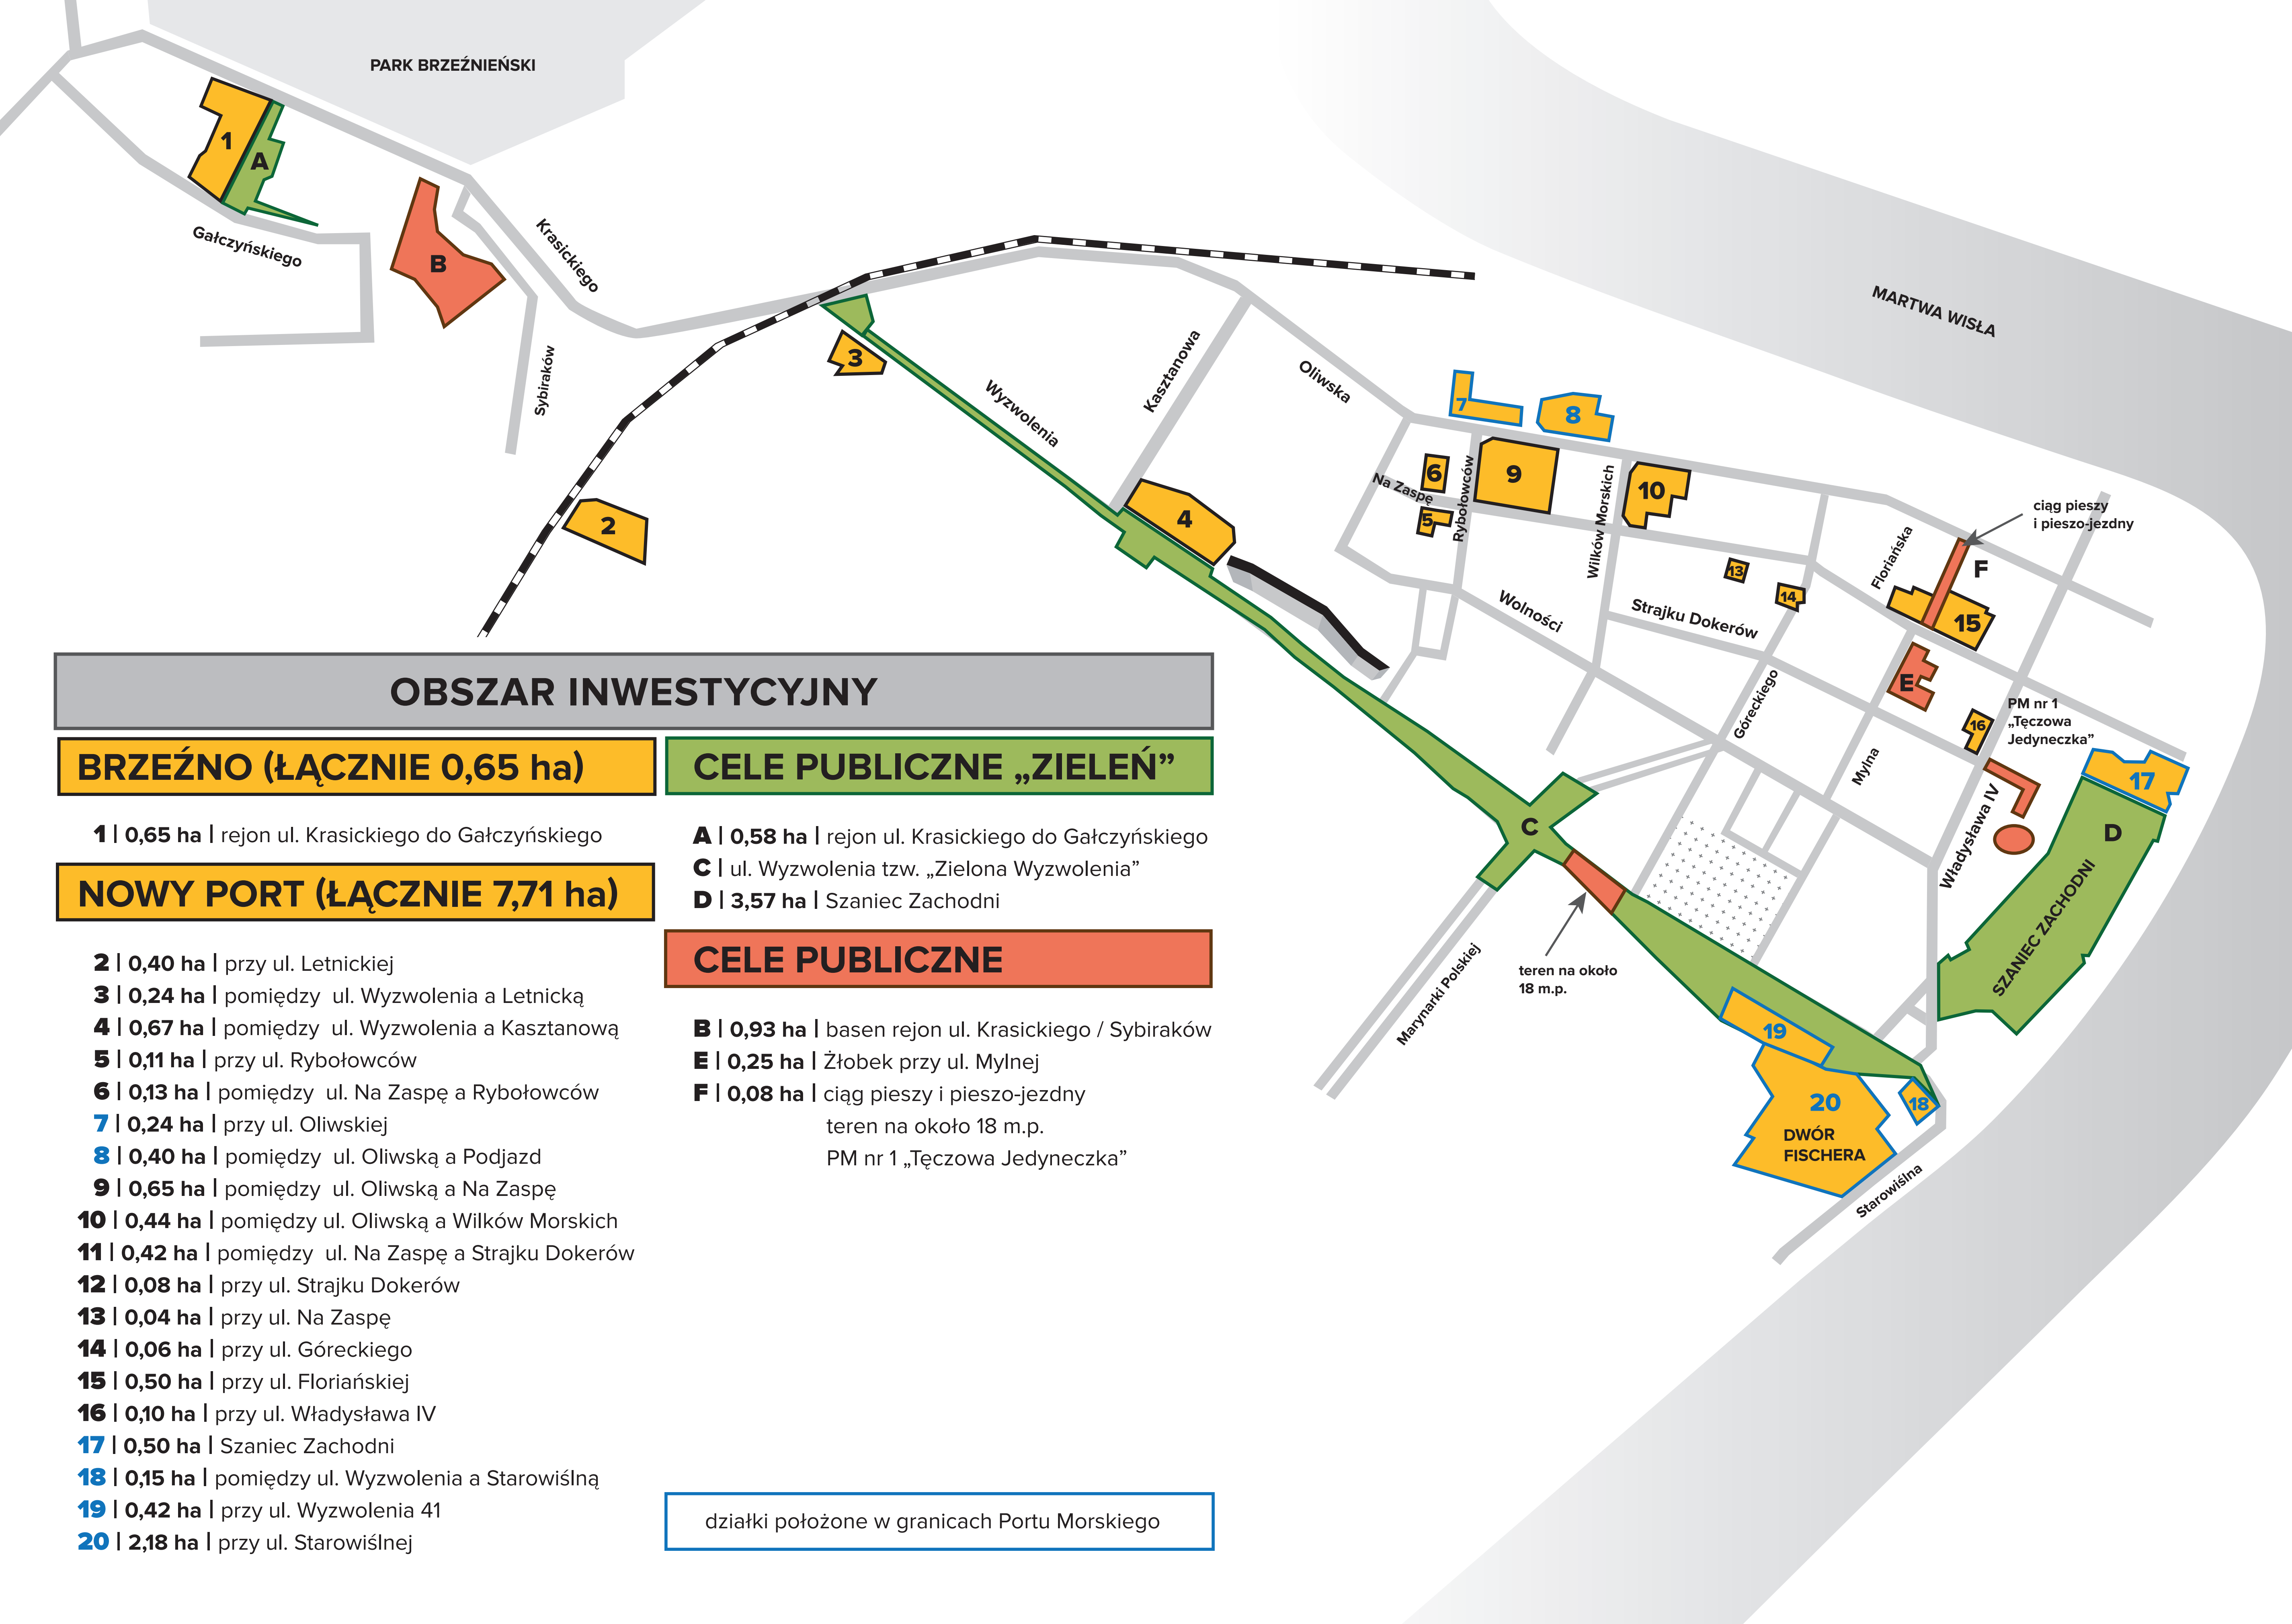 PARK BRZEŹNIEŃSKI
1
A
Gałczyńskiego
B
Krasickiego
Sybiraków
MARTWA WISŁA
3
2
Wyzwolenia
Kasztanowa
Oliwska
4
7
8
6
Na Zaspę
5
Rybołowców
9
Wilków Morskich
10
ciąg pieszy
i pieszo-jezdny
Floriańska
F
13
14
15
Wolności
Strajku Dokerów
E
Góreckiego
16
PM nr 1
„Tęczowa
Jedyneczka”
Mylna
17
Władysława IV
D
C
SZANIEC ZACHODNI
Marynarki Polskiej
teren na około
18 m.p.
19
20
DWÓR
FISCHERA
18
Starowiślna
OBSZAR INWESTYCYJNY
BRZEŹNO (ŁĄCZNIE 0,65 ha)
1 | 0,65 ha | rejon ul. Krasickiego do Gałczyńskiego
NOWY PORT (ŁĄCZNIE 7,71 ha)
2 | 0,40 ha | przy ul. Letnickiej
3 | 0,24 ha | pomiędzy ul. Wyzwolenia a Letnicką
4 | 0,67 ha | pomiędzy ul. Wyzwolenia a Kasztanową
5 | 0,11 ha | przy ul. Rybołowców
6 | 0,13 ha | pomiędzy ul. Na Zaspę a Rybołowców
7 | 0,24 ha | przy ul. Oliwskiej
8 | 0,40 ha | pomiędzy ul. Oliwską a Podjazd
9 | 0,65 ha | pomiędzy ul. Oliwską a Na Zaspę
10 | 0,44 ha | pomiędzy ul. Oliwską a Wilków Morskich
11 | 0,42 ha | pomiędzy ul. Na Zaspę a Strajku Dokerów
12 | 0,08 ha | przy ul. Strajku Dokerów
13 | 0,04 ha | przy ul. Na Zaspę
14 | 0,06 ha | przy ul. Góreckiego
15 | 0,50 ha | przy ul. Floriańskiej
16 | 0,10 ha | przy ul. Władysława IV
17 | 0,50 ha | Szaniec Zachodni
18 | 0,15 ha | pomiędzy ul. Wyzwolenia a Starowiślną
19 | 0,42 ha | przy ul. Wyzwolenia 41
20 | 2,18 ha | przy ul. Starowiślnej
CELE PUBLICZNE „ZIELEŃ”
A | 0,58 ha | rejon ul. Krasickiego do Gałczyńskiego
C | ul. Wyzwolenia tzw. „Zielona Wyzwolenia”
D | 3,57 ha | Szaniec Zachodni
CELE PUBLICZNE
B | 0,93 ha | basen rejon ul. Krasickiego / Sybiraków
E | 0,25 ha | Żłobek przy ul. Mylnej
F | 0,08 ha | ciąg pieszy i pieszo-jezdny
teren na około 18 m.p.
PM nr 1 „Tęczowa Jedyneczka”
działki położone w granicach Portu Morskiego